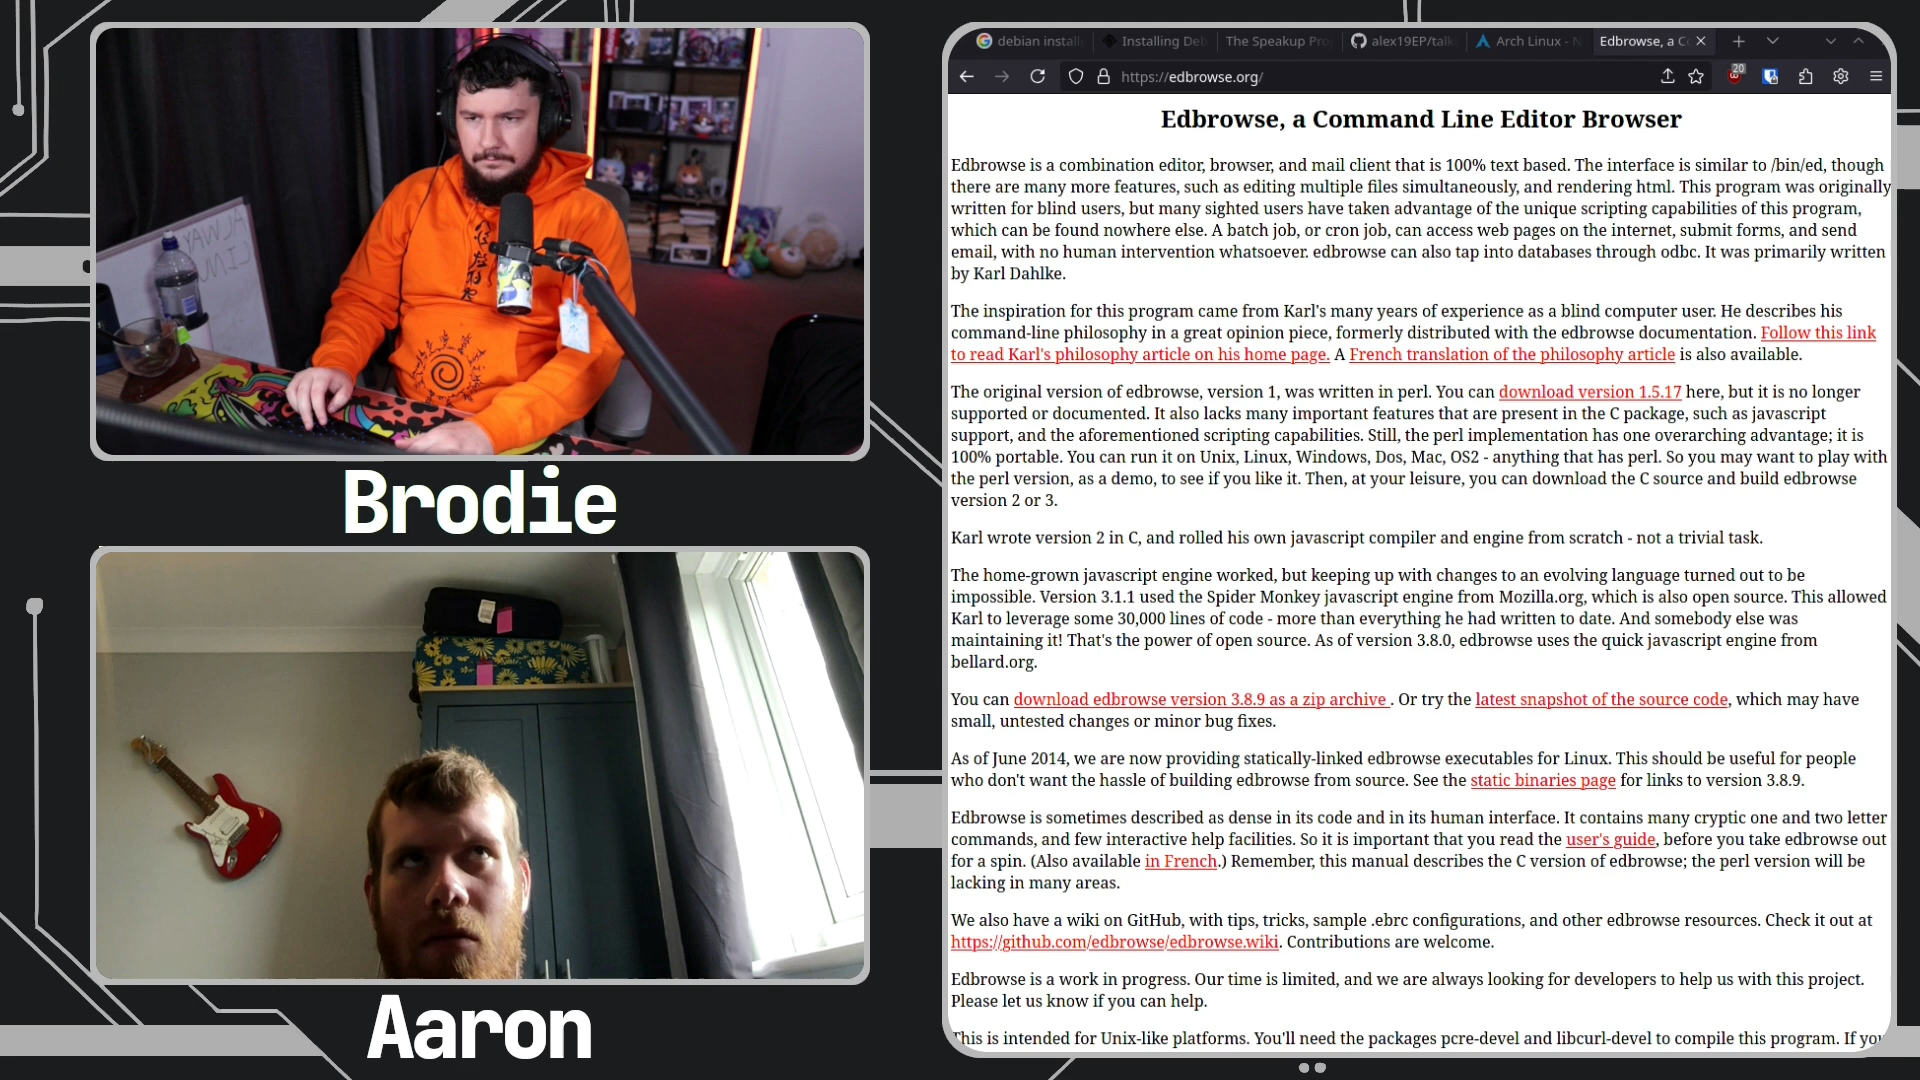 debian install
Installing Deb
The Speakup Pro
alex19EP/talk
Arch Linux - N
Edbrowse, a C
https://edbrowse.org/
20
Edbrowse, a Command Line Editor Browser
Edbrowse is a combination editor, browser, and mail client that is 100% text based. The interface is similar to /bin/ed, though
there are many more features, such as editing multiple files simultaneously, and rendering html. This program was originally
written for blind users, but many sighted users have taken advantage of the unique scripting capabilities of this program,
which can be found nowhere else. A batch job, or cron job, can access web pages on the internet, submit forms, and send
email, with no human intervention whatsoever. edbrowse can also tap into databases through odbc. It was primarily written
by Karl Dahlke.
The inspiration for this program came from Karl's many years of experience as a blind computer user. He describes his
command-line philosophy in a great opinion piece, formerly distributed with the edbrowse documentation. Follow this link
to read Karl's philosophy article on his home page. A French translation of the philosophy article is also available.
The original version of edbrowse, version 1, was written in perl. You can download version 1.5.17 here, but it is no longer
supported or documented. It also lacks many important features that are present in the C package, such as javascript
support, and the aforementioned scripting capabilities. Still, the perl implementation has one overarching advantage; it is
100% portable. You can run it on Unix, Linux, Windows, Dos, Mac, OS2 - anything that has perl. So you may want to play with
the perl version, as a demo, to see if you like it. Then, at your leisure, you can download the C source and build edbrowse
version 2 or 3.
Karl wrote version 2 in C, and rolled his own javascript compiler and engine from scratch - not a trivial task.
The home-grown javascript engine worked, but keeping up with changes to an evolving language turned out to be
impossible. Version 3.1.1 used the Spider Monkey javascript engine from Mozilla.org, which is also open source. This allowed
Karl to leverage some 30,000 lines of code - more than everything he had written to date. And somebody else was
maintaining it! That's the power of open source. As of version 3.8.0, edbrowse uses the quick javascript engine from
bellard.org.
You can download edbrowse version 3.8.9 as a zip archive . Or try the latest snapshot of the source code, which may have
small, untested changes or minor bug fixes.
As of June 2014, we are now providing statically-linked edbrowse executables for Linux. This should be useful for people
who don't want the hassle of building edbrowse from source. See the static binaries page for links to version 3.8.9.
Edbrowse is sometimes described as dense in its code and in its human interface. It contains many cryptic one and two letter
commands, and few interactive help facilities. So it is important that you read the user's guide, before you take edbrowse out
for a spin. (Also available in French.) Remember, this manual describes the C version of edbrowse; the perl version will be
lacking in many areas.
We also have a wiki on GitHub, with tips, tricks, sample .ebrc configurations, and other edbrowse resources. Check it out at
https://github.com/edbrowse/edbrowse.wiki. Contributions are welcome.
Edbrowse is a work in progress. Our time is limited, and we are always looking for developers to help us with this project.
Please let us know if you can help.
This is intended for Unix-like platforms. You'll need the packages pcre-devel and libcurl-devel to compile this program. If you
Brodie
Aaron